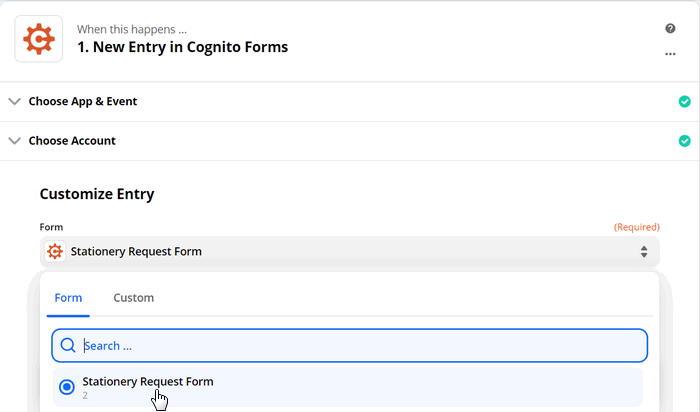 When this happens ...
1. New Entry in Cognito Forms
Choose App & Event
Choose Account
Customize Entry
Form (Required)
Stationery Request Form
Form Custom
Search ...
Stationery Request Form
2